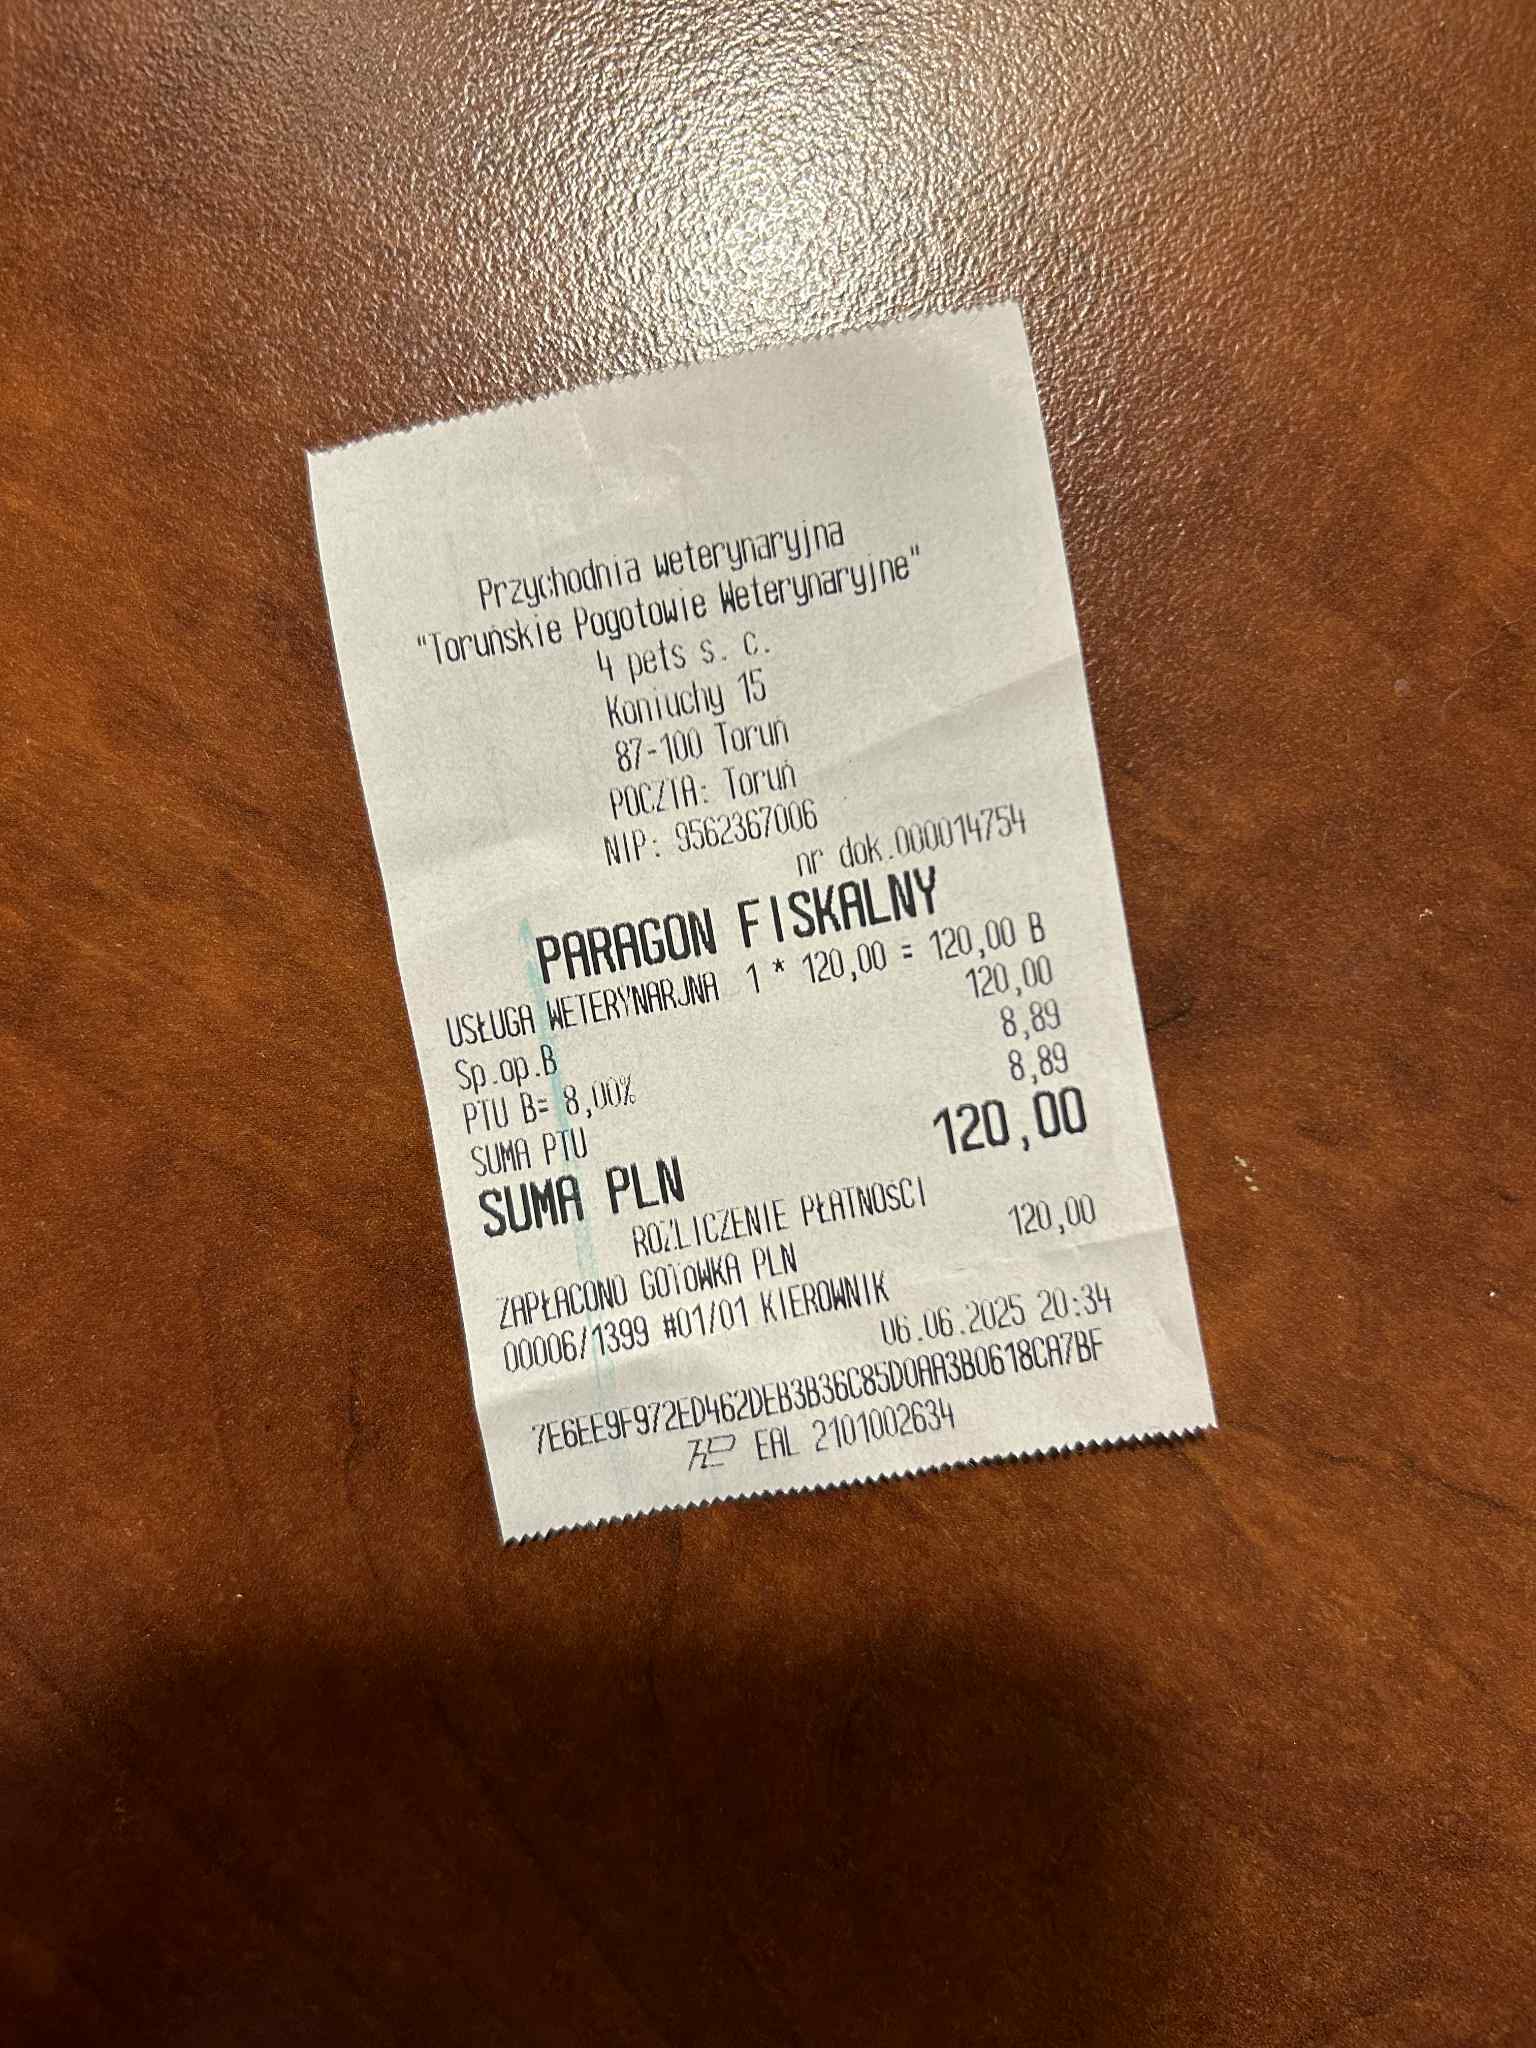 Przychodnia weterynaryjna
"Toruńskie Pogotowie Weterynaryjne"
4 pets s. c.
Koniuchy 15
87-100 Toruń
POCZTA: Toruń
NIP: 9562367006
nr dok.000014754
PARAGON FISKALNY
USŁUGA WETERYNARJNA 1 * 120,00 = 120,00 B
Sp.op.B 120,00
PTU B= 8,00% 8,89
SUMA PTU 8,89
SUMA PLN 120,00
ROZLICZENIE PŁATNOŚCI
ZAPŁACONO GOTÓWKA PLN 120,00
00006/1399 #01/01 KIEROWNIK
06.06.2025 20:34
7E6EE9F972ED462DEB3B36C85D0AA3B0618CA7BF
EAL 2101002634